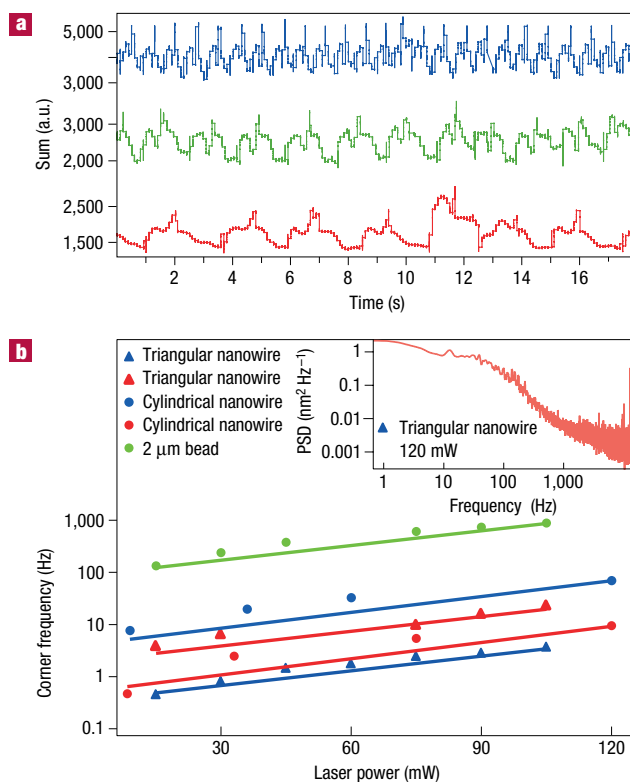 a
5,000
3,000
3,000
2,000
2,500
1,500
Sum (a.u.)
2 4 6 8 10 12 14 16
Time (s)
b
Triangular nanowire
Triangular nanowire
Cylindrical nanowire
Cylindrical nanowire
2 μm bead
PSD (nm² Hz⁻¹)
1
0.1
0.01
0.001
Triangular nanowire
120 mW
1 10 100 1,000
Frequency (Hz)
Corner frequency (Hz)
1,000
100
10
1
0.1
30 60 90 120
Laser power (mW)